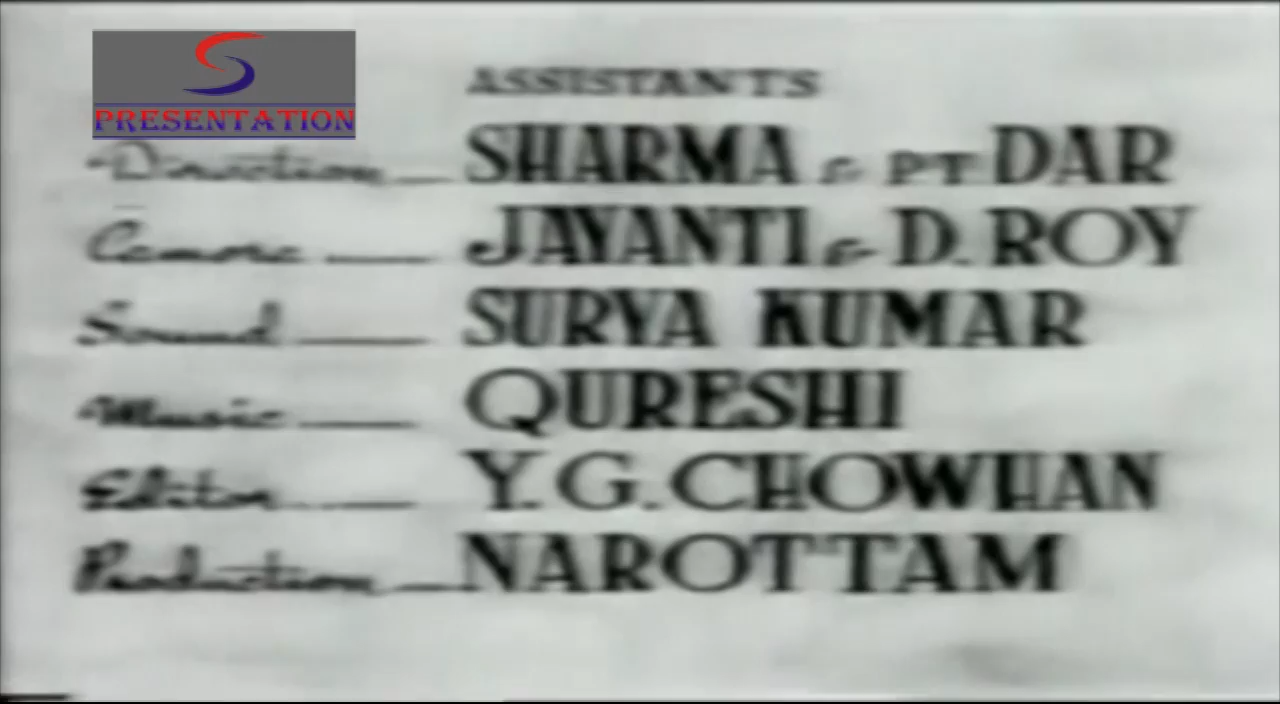 S
PRESENTATION
ASSISTANTS
Direction — SHARMA & PT DAR
Camera — JAYANTI & D. ROY
Sound — SURYA KUMAR
Music — QURESHI
Editor — Y. G. CHOWHAN
Production — NAROTTAM